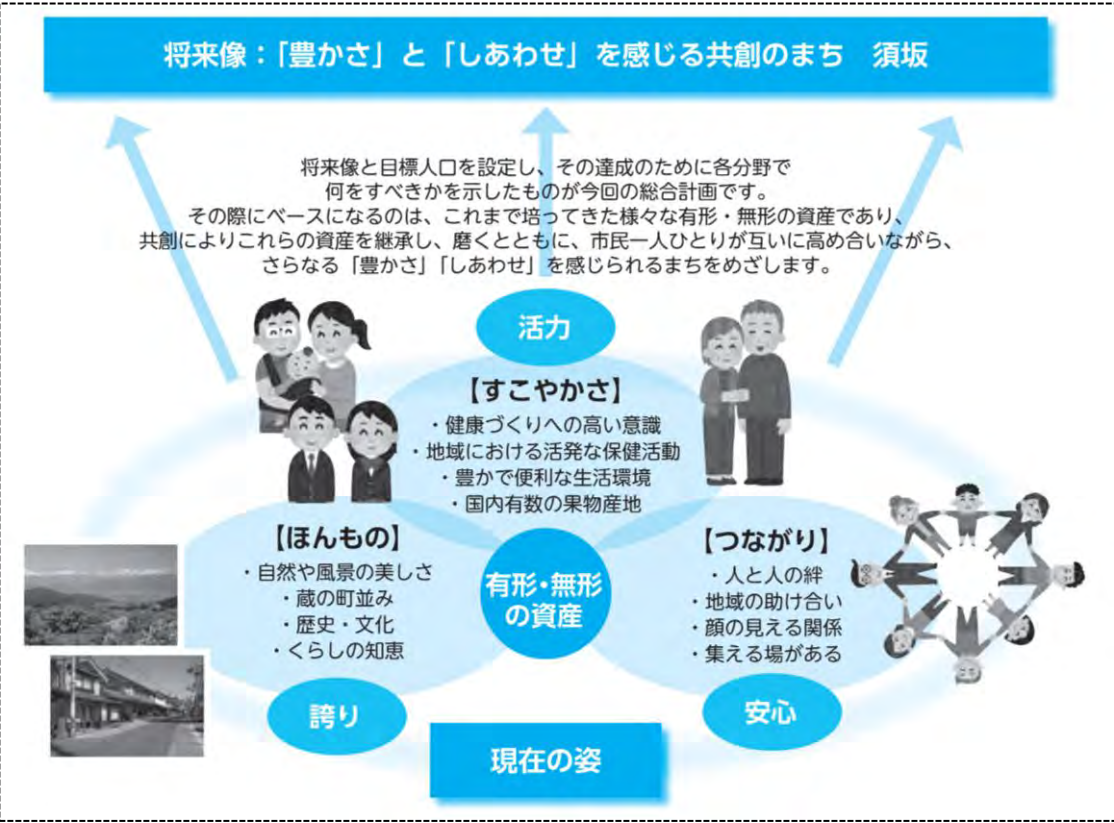 将来像：「豊かさ」と「しあわせ」を感じる共創のまち　須坂
将来像と目標人口を設定し、その達成のために各分野で
何をすべきかを示したものが今回の総合計画です。
その際にベースになるのは、これまで培ってきた様々な有形・無形の資産であり、
共創によりこれらの資産を継承し、磨くとともに、市民一人ひとりが互いに高め合いながら、
さらなる「豊かさ」「しあわせ」を感じられるまちをめざします。
活力
【すこやかさ】
・健康づくりへの高い意識
・地域における活発な保健活動
・豊かで便利な生活環境
・国内有数の果物産地
【ほんもの】
・自然や風景の美しさ
・蔵の町並み
・歴史・文化
・くらしの知恵
誇り
有形・無形
の資産
【つながり】
・人と人の絆
・地域の助け合い
・顔の見える関係
・集える場がある
安心
現在の姿